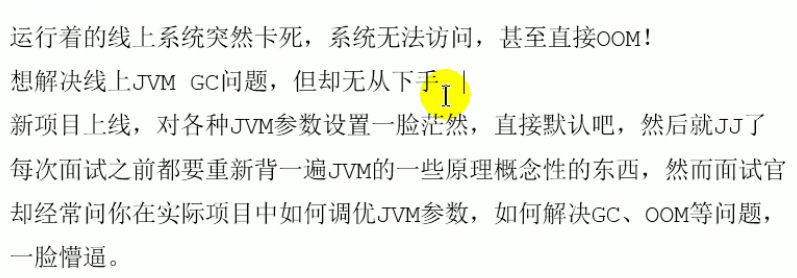 运行着的线上系统突然卡死，系统无法访问，甚至直接OOM！
想解决线上JVM GC问题，但却无从下手。
新项目上线，对各种JVM参数设置一脸茫然，直接默认吧，然后就JJ了
每次面试之前都要重新背一遍JVM的一些原理概念性的东西，然而面试官
却经常问你在实际项目中如何调优JVM参数，如何解决GC、OOM等问题，
一脸懵逼。